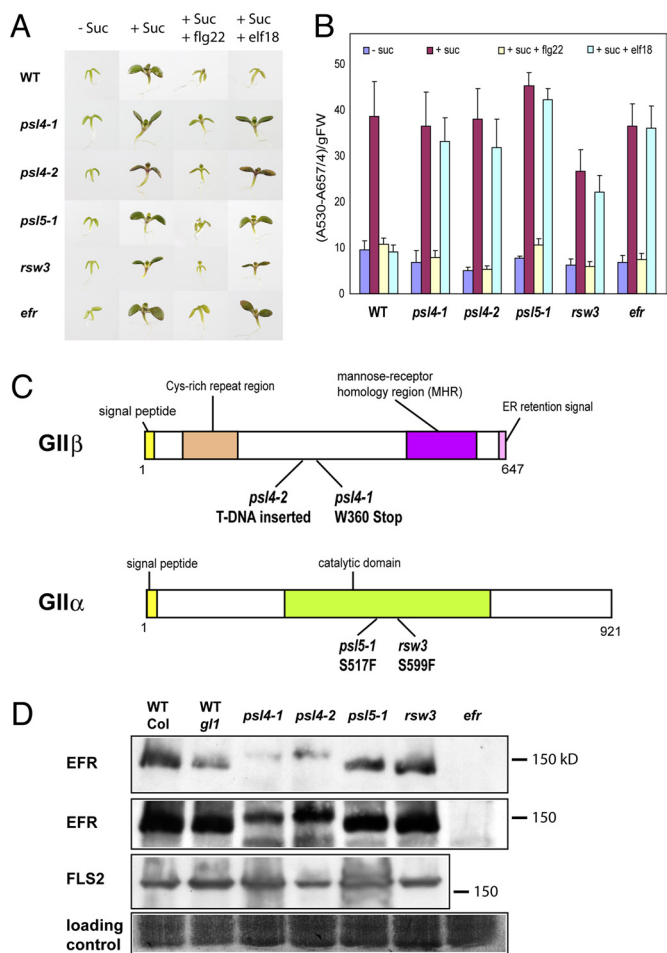 A
- Suc
+ Suc
+ Suc
+ flg22
+ Suc
+ elf18
WT
psl4-1
psl4-2
psl5-1
rsw3
efr
B
- suc
+ suc
+ suc + flg22
+ suc + elf18
(A530-A657/4)/gFW
50
40
30
20
10
0
WT psl4-1 psl4-2 psl5-1 rsw3 efr
C
GIIβ
signal peptide
Cys-rich repeat region
mannose-receptor
homology region (MHR)
ER retention signal
1
647
psl4-2
T-DNA inserted
psl4-1
W360 Stop
GIIα
signal peptide
catalytic domain
1
921
psl5-1
S517F
rsw3
S599F
D
WT
Col
WT
gl1
psl4-1
psl4-2
psl5-1
rsw3
efr
EFR
150 kD
EFR
150
FLS2
150
loading
control